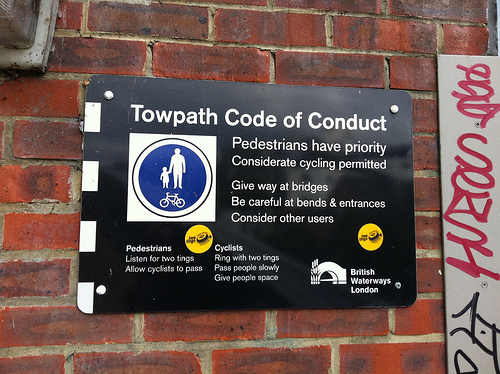 Towpath Code of Conduct
Pedestrians have priority
Considerate cycling permitted
Give way at bridges
Be careful at bends & entrances
Consider other users
Pedestrians
Listen for two tings
Allow cyclists to pass
Cyclists
Ring with two tings
Pass people slowly
Give people space
British
Waterways
London